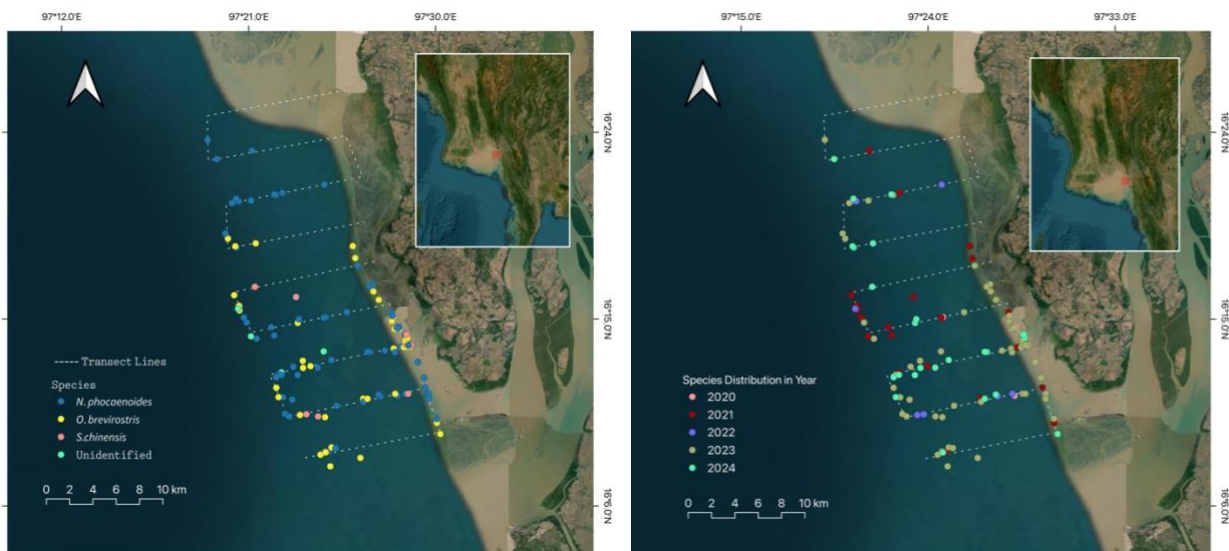 97°12.0'E 97°21.0'E 97°30.0'E
16°24.0'N
16°15.0'N
16°6.0'N
Transect Lines
Species
N. phocaenoides
O. brevirostris
S.chinensis
Unidentified
0 2 4 6 8 10 km
97°15.0'E 97°24.0'E 97°33.0'E
16°24.0'N
16°15.0'N
16°6.0'N
Species Distribution in Year
2020
2021
2022
2023
2024
0 2 4 6 8 10 km